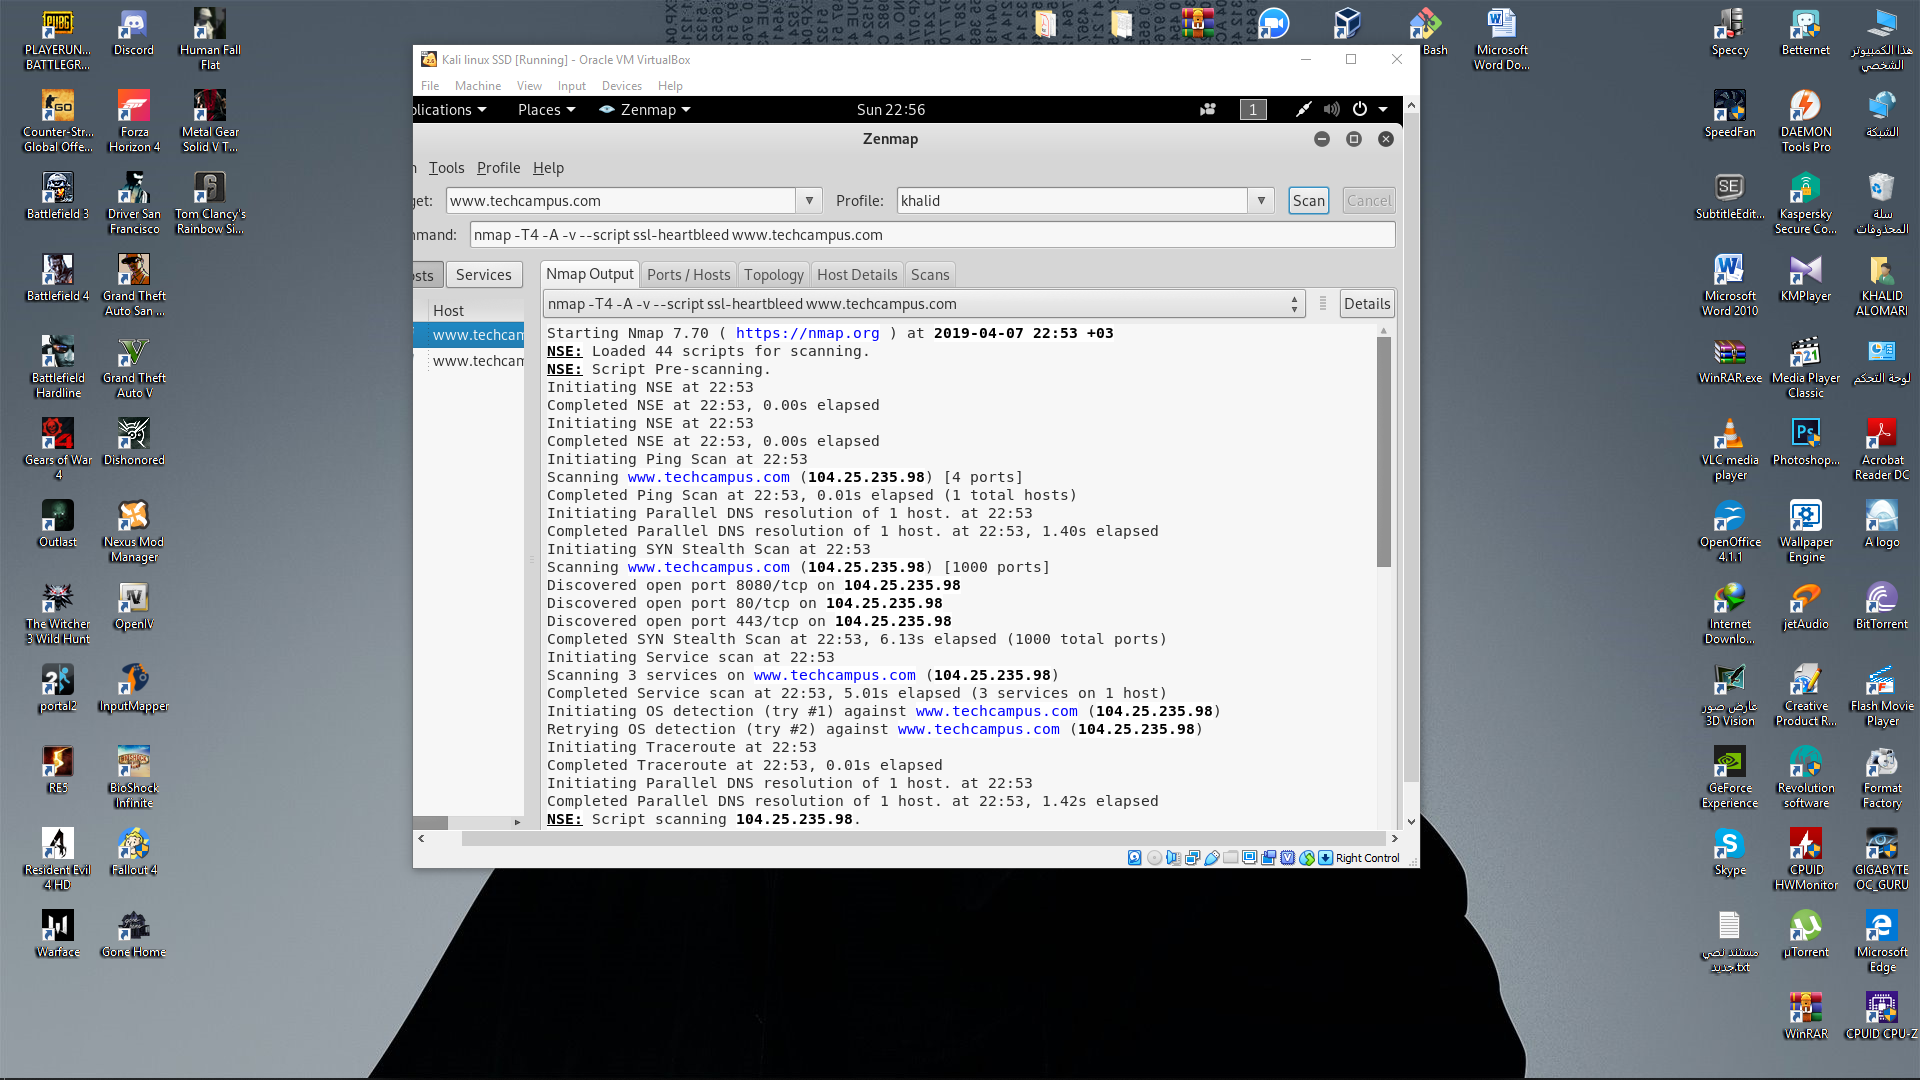 PLAYERUN...
BATTLEGR...
Discord
Human Fall
Flat
Counter-Str...
Global Offe...
Forza
Horizon 4
Metal Gear
Solid V T...
Battlefield 3
Driver San
Francisco
Tom Clancy's
Rainbow Si...
Battlefield 4
Grand Theft
Auto San ...
Battlefield
Hardline
Grand Theft
Auto V
Gears of War
4
Dishonored
Outlast
Nexus Mod
Manager
The Witcher
3 Wild Hunt
OpenIV
portal2
InputMapper
RE5
BioShock
Infinite
Resident Evil
4 HD
Fallout 4
Warface
Gone Home
Bash
Microsoft
Word Do...
Kali linux SSD [Running] - Oracle VM VirtualBox
File Machine View Input Devices Help
plications Places Zenmap Sun 22:56 1
Zenmap
Tools Profile Help
get: www.techcampus.com Profile: khalid Scan Cancel
mmand: nmap -T4 -A -v --script ssl-heartbleed www.techcampus.com
osts Services Nmap Output Ports / Hosts Topology Host Details Scans
nmap -T4 -A -v --script ssl-heartbleed www.techcampus.com Details
Host
www.techcam
www.techcam
Starting Nmap 7.70 ( https://nmap.org ) at 2019-04-07 22:53 +03
NSE: Loaded 44 scripts for scanning.
NSE: Script Pre-scanning.
Initiating NSE at 22:53
Completed NSE at 22:53, 0.00s elapsed
Initiating NSE at 22:53
Completed NSE at 22:53, 0.00s elapsed
Initiating Ping Scan at 22:53
Scanning www.techcampus.com (104.25.235.98) [4 ports]
Completed Ping Scan at 22:53, 0.01s elapsed (1 total hosts)
Initiating Parallel DNS resolution of 1 host. at 22:53
Completed Parallel DNS resolution of 1 host. at 22:53, 1.40s elapsed
Initiating SYN Stealth Scan at 22:53
Scanning www.techcampus.com (104.25.235.98) [1000 ports]
Discovered open port 8080/tcp on 104.25.235.98
Discovered open port 80/tcp on 104.25.235.98
Discovered open port 443/tcp on 104.25.235.98
Completed SYN Stealth Scan at 22:53, 6.13s elapsed (1000 total ports)
Initiating Service scan at 22:53
Scanning 3 services on www.techcampus.com (104.25.235.98)
Completed Service scan at 22:53, 5.01s elapsed (3 services on 1 host)
Initiating OS detection (try #1) against www.techcampus.com (104.25.235.98)
Retrying OS detection (try #2) against www.techcampus.com (104.25.235.98)
Initiating Traceroute at 22:53
Completed Traceroute at 22:53, 0.01s elapsed
Initiating Parallel DNS resolution of 1 host. at 22:53
Completed Parallel DNS resolution of 1 host. at 22:53, 1.42s elapsed
NSE: Script scanning 104.25.235.98.
Right Control
Speccy
Betternet
هذا الكمبيوتر
الشخصي
SpeedFan
DAEMON
Tools Pro
الشبكة
SubtitleEdit...
Kaspersky
Secure Co...
سلة
المحذوفات
Microsoft
Word 2010
KMPlayer
KHALID
ALOMARI
WinRAR.exe
Media Player
Classic
لوحة التحكم
VLC media
player
Photoshop...
Acrobat
Reader DC
OpenOffice
4.1.1
Wallpaper
Engine
A logo
Internet
Downlo...
jetAudio
BitTorrent
عارض صور
3D Vision
Creative
Product R...
Flash Movie
Player
GeForce
Experience
Revolution
software
Format
Factory
Skype
CPUID
HWMonitor
GIGABYTE
OC_GURU
مستند نصي
جديد.txt
µTorrent
Microsoft
Edge
WinRAR
CPUID CPU-Z